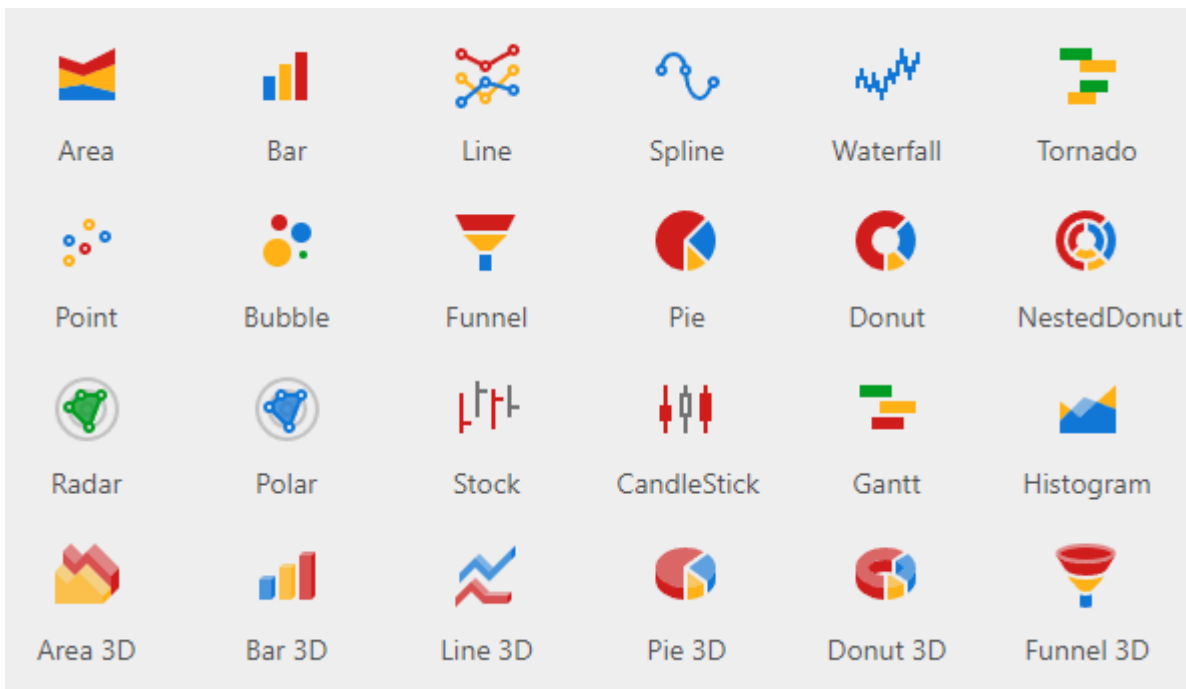 Area Bar Line Spline Waterfall Tornado
Point Bubble Funnel Pie Donut NestedDonut
Radar Polar Stock CandleStick Gantt Histogram
Area 3D Bar 3D Line 3D Pie 3D Donut 3D Funnel 3D